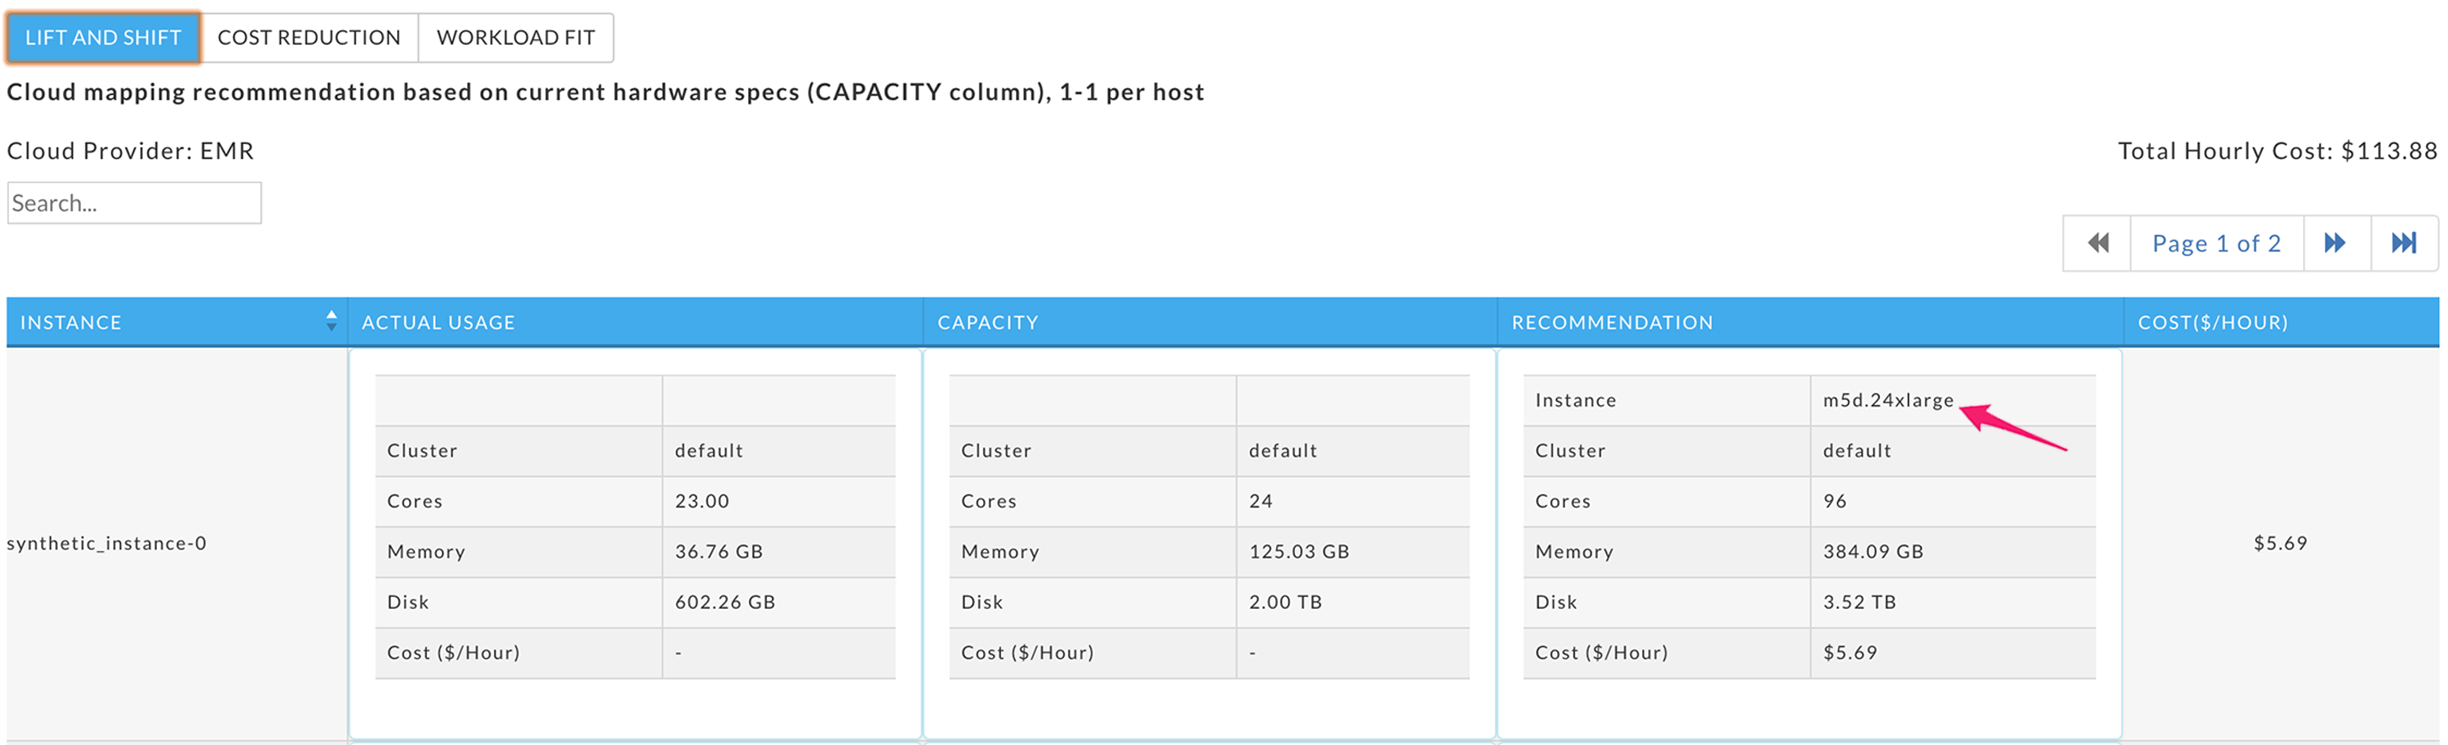 LIFT AND SHIFT COST REDUCTION WORKLOAD FIT
Cloud mapping recommendation based on current hardware specs (CAPACITY column), 1-1 per host
Cloud Provider: EMR
Total Hourly Cost: $113.88
Search...
Page 1 of 2
INSTANCE ACTUAL USAGE CAPACITY RECOMMENDATION COST($/HOUR)
Instance m5d.24xlarge
Cluster default Cluster default Cluster default
Cores 23.00 Cores 24 Cores 96
synthetic_instance-0 $5.69
Memory 36.76 GB Memory 125.03 GB Memory 384.09 GB
Disk 602.26 GB Disk 2.00 TB Disk 3.52 TB
Cost ($/Hour) - Cost ($/Hour) - Cost ($/Hour) $5.69